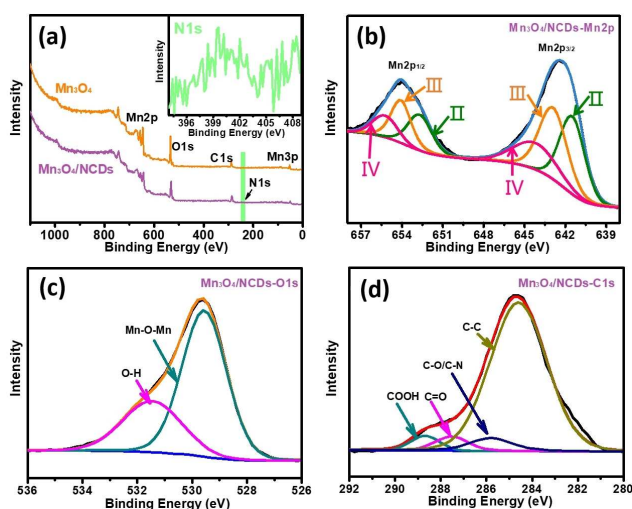 (a)
N1s
Intensity
396 399 402 405 408
Binding Energy (eV)
Mn₃O₄
Mn2p
O1s
C1s
Mn3p
Mn₃O₄/NCDs
N1s
Intensity
1000 800 600 400 200 0
Binding Energy (eV)
(b)
Mn₃O₄/NCDs-Mn2p
Mn2p1/2
Mn2p3/2
III
II
III
II
IV
IV
Intensity
657 654 651 648 645 642 639
Binding Energy (eV)
(c)
Mn₃O₄/NCDs-O1s
Mn-O-Mn
O-H
Intensity
536 534 532 530 528 526
Binding Energy (eV)
(d)
Mn₃O₄/NCDs-C1s
C-C
C-O/C-N
COOH C=O
Intensity
292 290 288 286 284 282 280
Binding Energy (eV)